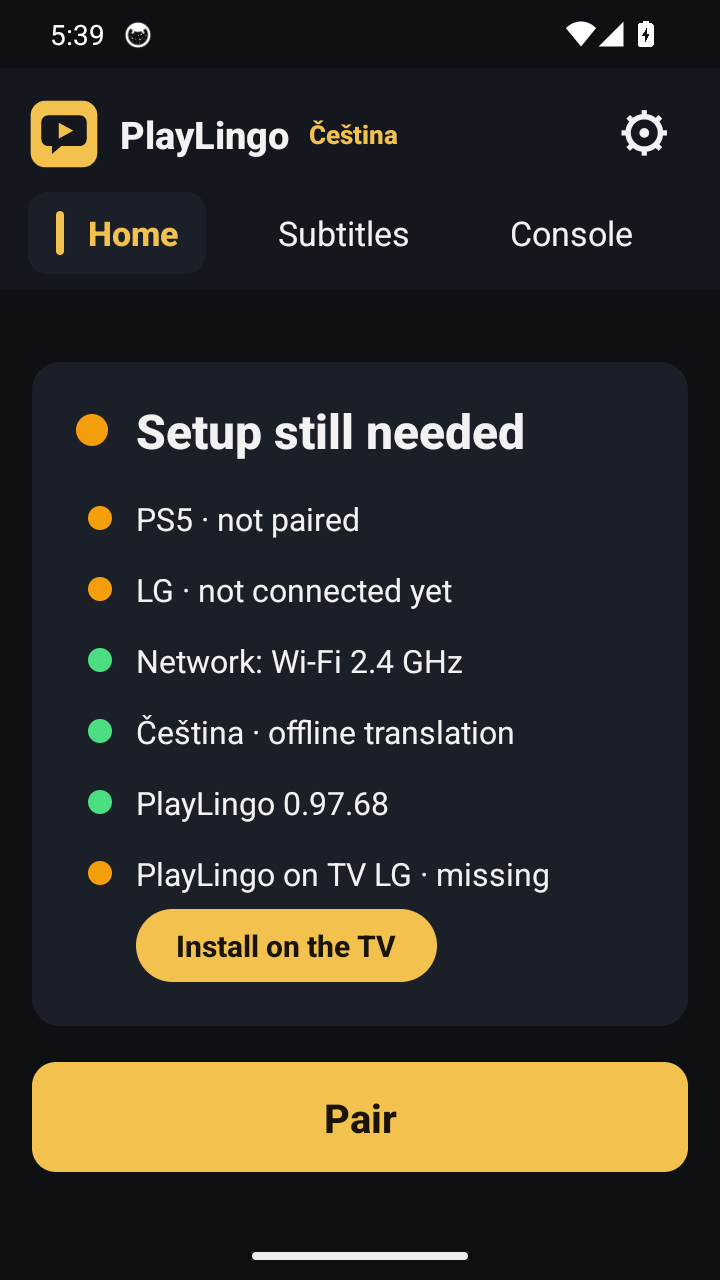 5:39
PlayLingo Čeština
Home Subtitles Console
Setup still needed
PS5 · not paired
LG · not connected yet
Network: Wi-Fi 2.4 GHz
Čeština · offline translation
PlayLingo 0.97.68
PlayLingo on TV LG · missing
Install on the TV
Pair